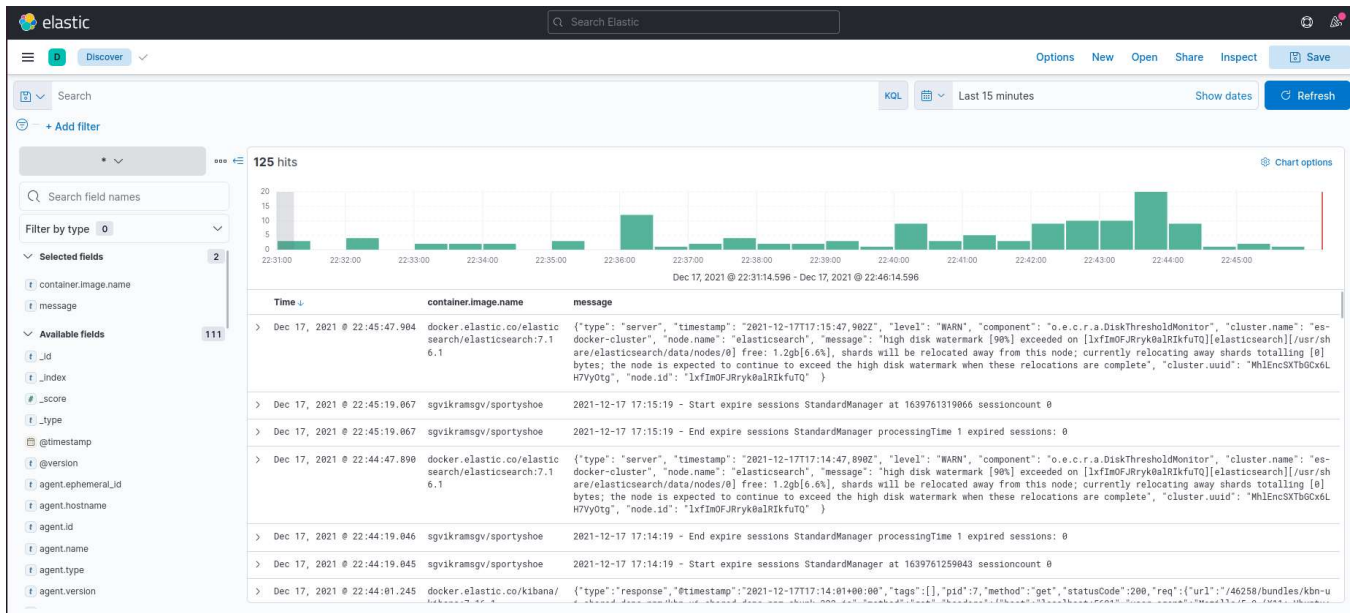 elastic
Search Elastic
D
Discover
Options
New
Open
Share
Inspect
Save
Search
KQL
Last 15 minutes
Show dates
Refresh
+ Add filter
*
125 hits
Chart options
Search field names
Filter by type 0
Selected fields 2
t container.image.name
t message
Available fields 111
t _id
t _index
# _score
t _type
@timestamp
t @version
t agent.ephemeral_id
t agent.hostname
t agent.id
t agent.name
t agent.type
t agent.version
20
15
10
5
0
22:31:00 22:32:00 22:33:00 22:34:00 22:35:00 22:36:00 22:37:00 22:38:00 22:39:00 22:40:00 22:41:00 22:42:00 22:43:00 22:44:00 22:45:00
Dec 17, 2021 @ 22:31:14.596 - Dec 17, 2021 @ 22:46:14.596
Time container.image.name message
Dec 17, 2021 @ 22:45:47.904 docker.elastic.co/elastic {"type": "server", "timestamp": "2021-12-17T17:15:47,902Z", "level": "WARN", "component": "o.e.c.r.a.DiskThresholdMonitor", "cluster.name": "es-
search/elasticsearch:7.1 docker-cluster", "node.name": "elasticsearch", "message": "high disk watermark [90%] exceeded on [lxfImOFJRryk0alRIkfuTQ][elasticsearch][/usr/sh
6.1 are/elasticsearch/data/nodes/0] free: 1.2gb[6.6%], shards will be relocated away from this node; currently relocating away shards totalling [0]
bytes; the node is expected to continue to exceed the high disk watermark when these relocations are complete", "cluster.uuid": "MhlEncSXTbGCx6L
H7VyOtg", "node.id": "lxfImOFJRryk0alRIkfuTQ" }
Dec 17, 2021 @ 22:45:19.067 sgvikramsgv/sportyshoe 2021-12-17 17:15:19 - Start expire sessions StandardManager at 1639761319066 sessioncount 0
Dec 17, 2021 @ 22:45:19.067 sgvikramsgv/sportyshoe 2021-12-17 17:15:19 - End expire sessions StandardManager processingTime 1 expired sessions: 0
Dec 17, 2021 @ 22:44:47.890 docker.elastic.co/elastic {"type": "server", "timestamp": "2021-12-17T17:14:47,890Z", "level": "WARN", "component": "o.e.c.r.a.DiskThresholdMonitor", "cluster.name": "es-
search/elasticsearch:7.1 docker-cluster", "node.name": "elasticsearch", "message": "high disk watermark [90%] exceeded on [lxfImOFJRryk0alRIkfuTQ][elasticsearch][/usr/sh
6.1 are/elasticsearch/data/nodes/0] free: 1.2gb[6.6%], shards will be relocated away from this node; currently relocating away shards totalling [0]
bytes; the node is expected to continue to exceed the high disk watermark when these relocations are complete", "cluster.uuid": "MhlEncSXTbGCx6L
H7VyOtg", "node.id": "lxfImOFJRryk0alRIkfuTQ" }
Dec 17, 2021 @ 22:44:19.046 sgvikramsgv/sportyshoe 2021-12-17 17:14:19 - End expire sessions StandardManager processingTime 1 expired sessions: 0
Dec 17, 2021 @ 22:44:19.045 sgvikramsgv/sportyshoe 2021-12-17 17:14:19 - Start expire sessions StandardManager at 1639761259043 sessioncount 0
Dec 17, 2021 @ 22:44:01.245 docker.elastic.co/kibana/ {"type":"response","@timestamp":"2021-12-17T17:14:01+00:00","tags":[],"pid":7,"method":"get","statusCode":200,"req":{"url":"/46258/bundles/kbn-u